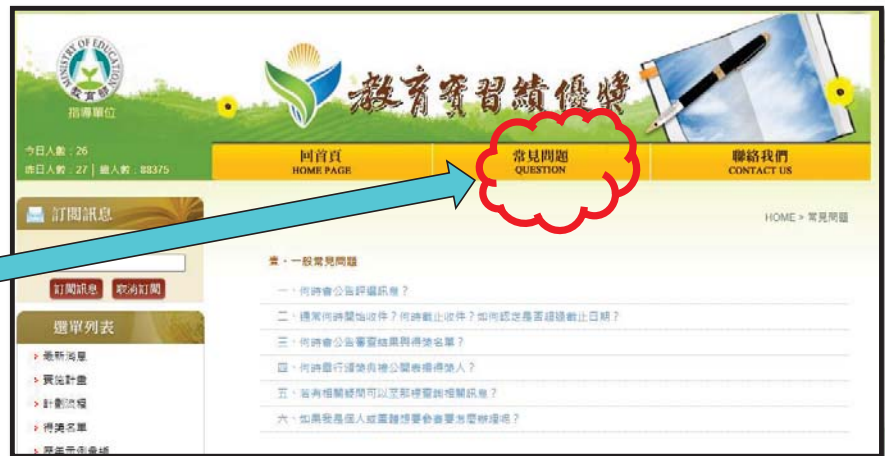 MINISTRY OF EDUCATION
教育部
指導單位
教育實習績優獎
今日人數：26
昨日人數：27 | 總人數：88375
回首頁
HOME PAGE
常見問題
QUESTION
聯絡我們
CONTACT US
訂閱訊息
HOME > 常見問題
訂閱訊息
取消訂閱
壹、一般常見問題
一、何時會公告評選訊息？
二、通常何時開始收件？何時截止收件？如何認定是否超過截止日期？
三、何時會公告審查結果與得獎名單？
四、何時舉行頒獎典禮公開表揚得獎人？
五、若有相關疑問可以至那裡查詢相關訊息？
六、如果我是個人或團體想要參賽要怎麼辦理呢？
選單列表
最新消息
實施計畫
計劃流程
得獎名單
歷年示例彙編